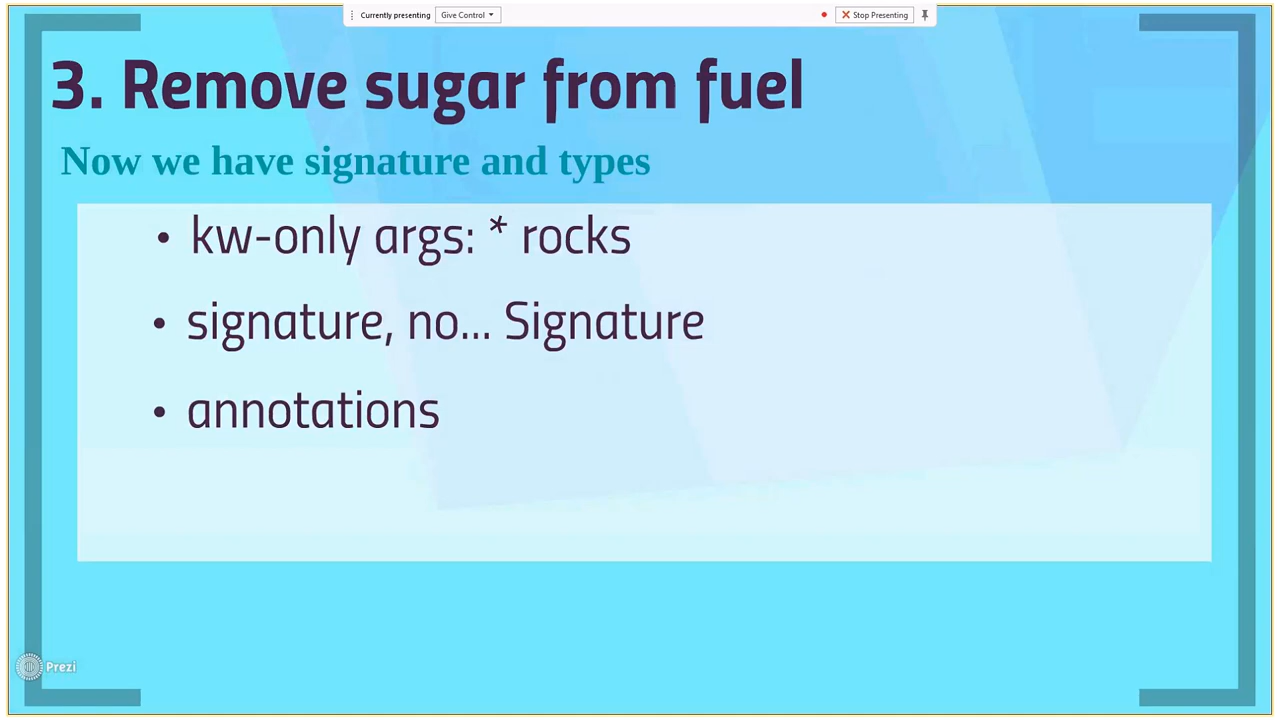 Currently presenting Give Control Stop Presenting
3. Remove sugar from fuel
Now we have signature and types
• kw-only args: * rocks
• signature, no... Signature
• annotations
Prezi